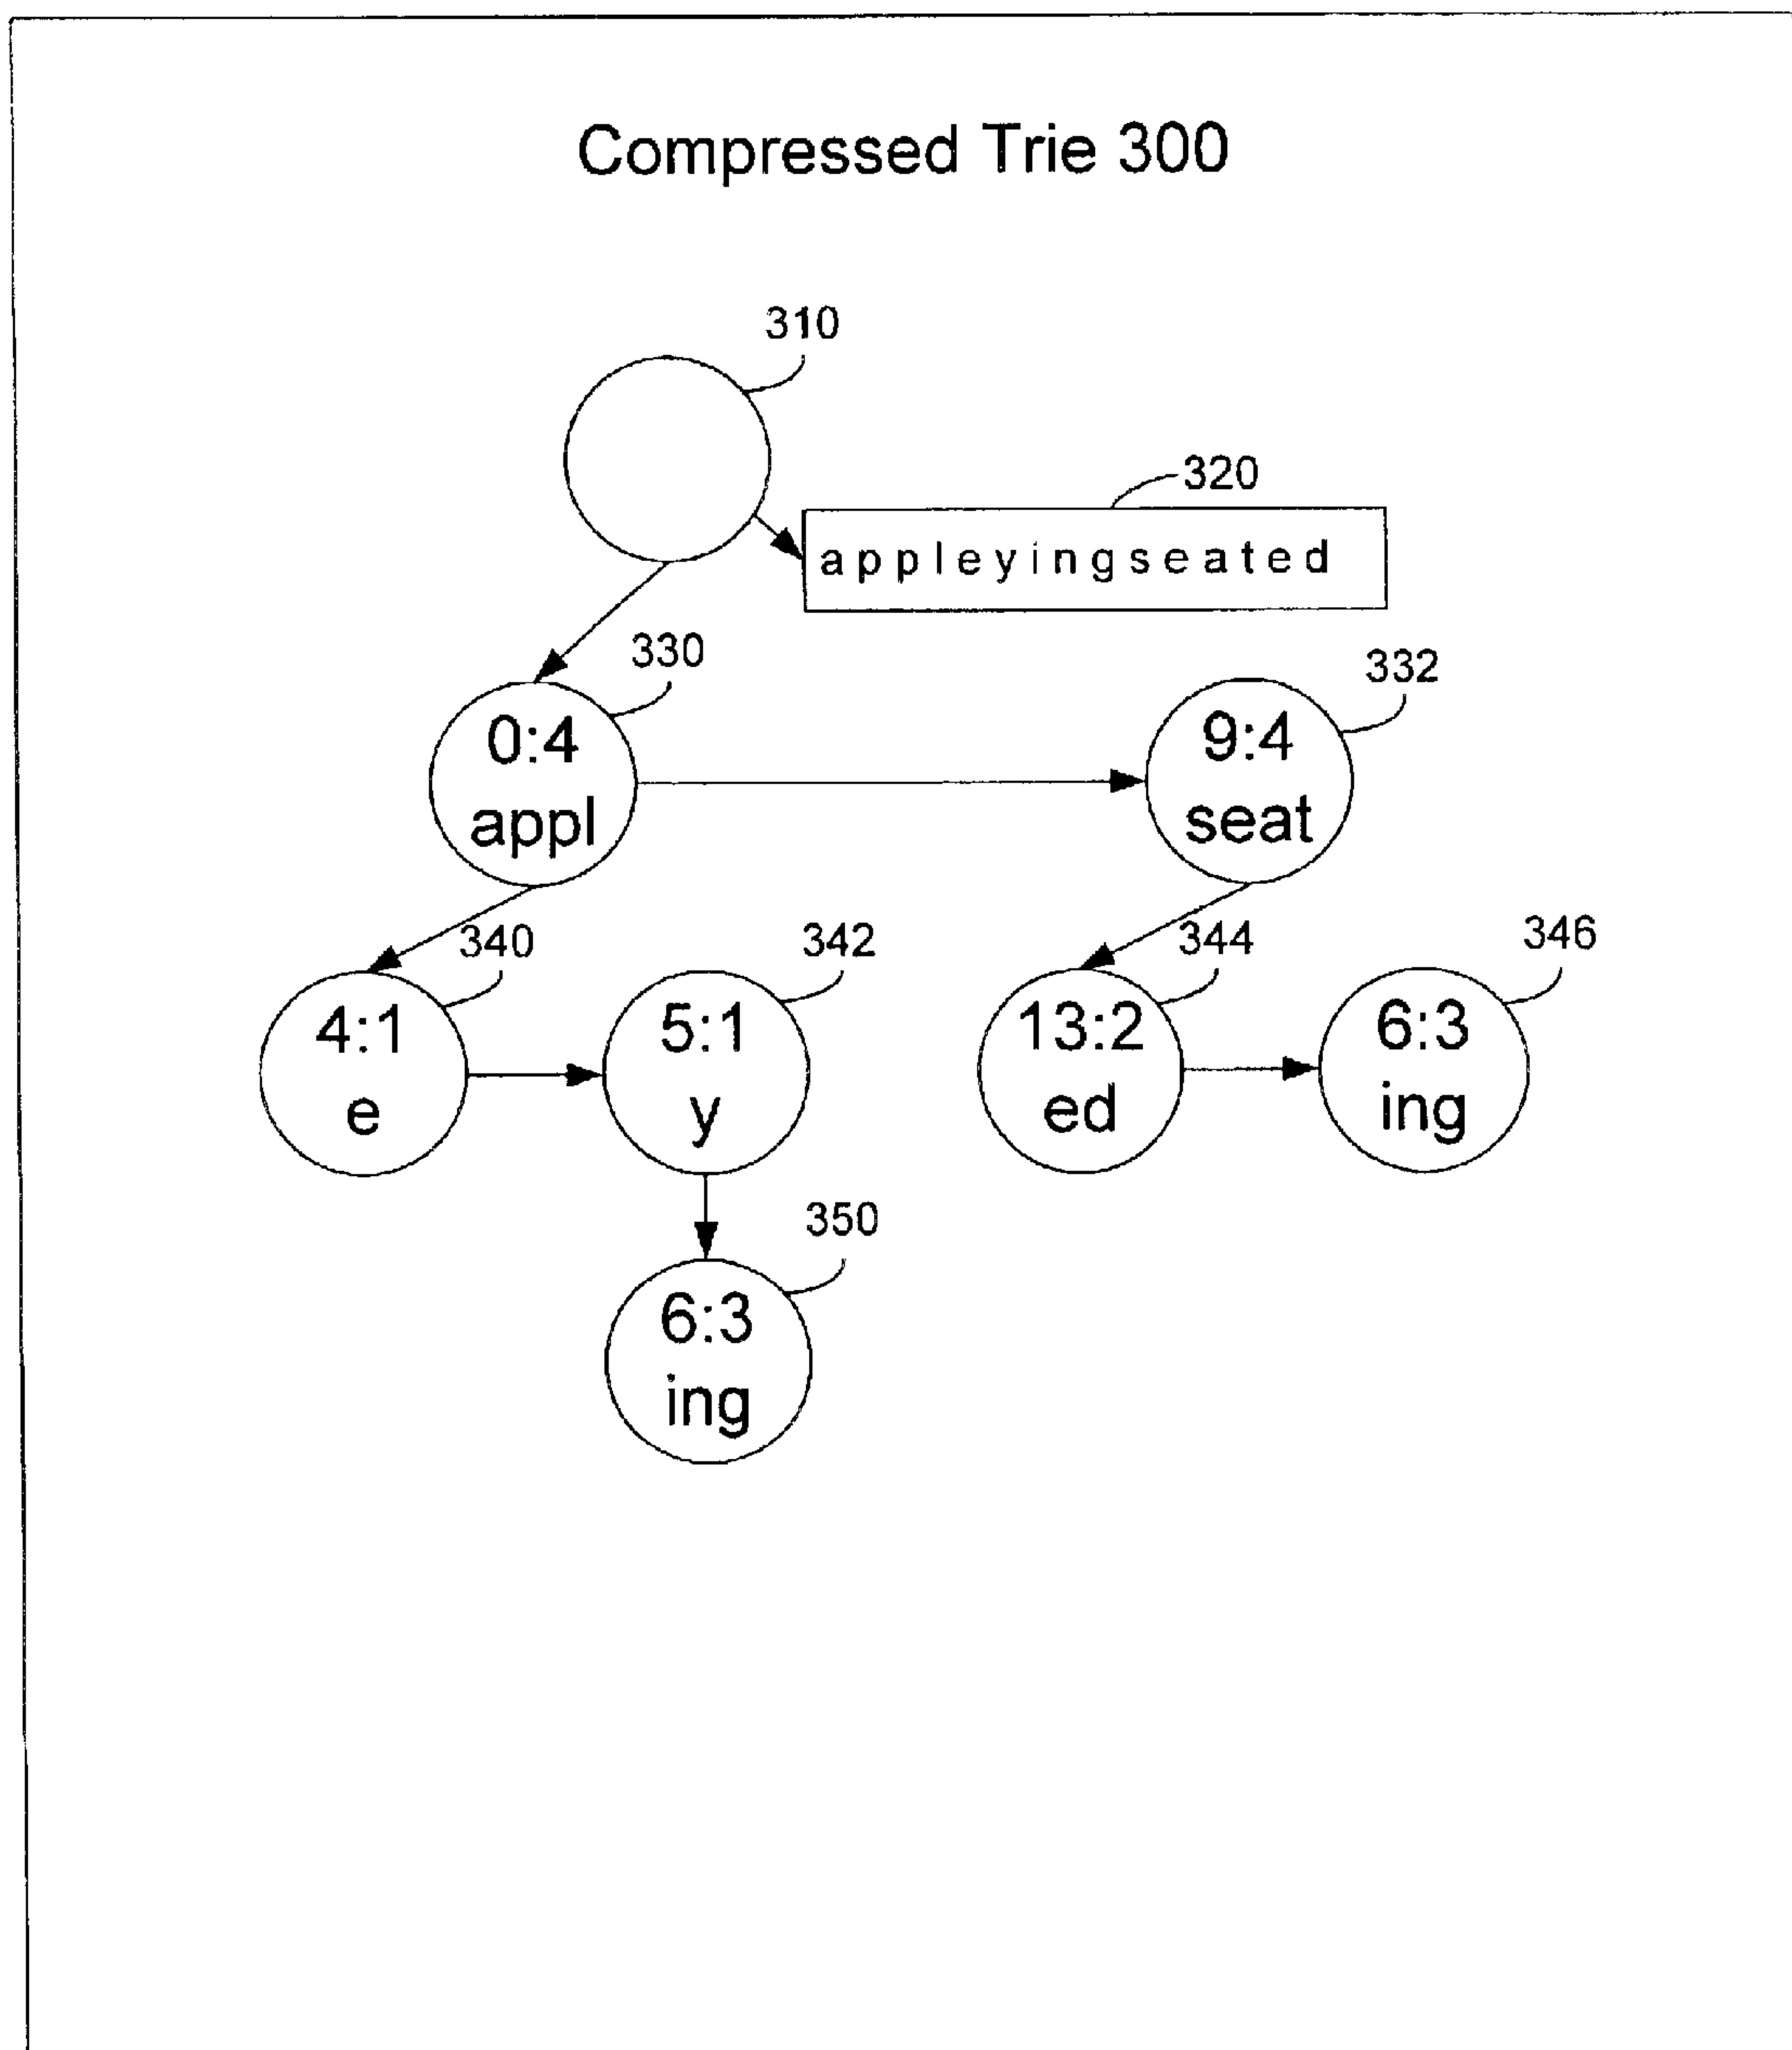 Compressed Trie 300
310
320
appleyingseated
330
332
0:4
appl
9:4
seat
340
342
344
346
4:1
e
5:1
y
13:2
ed
6:3
ing
350
6:3
ing